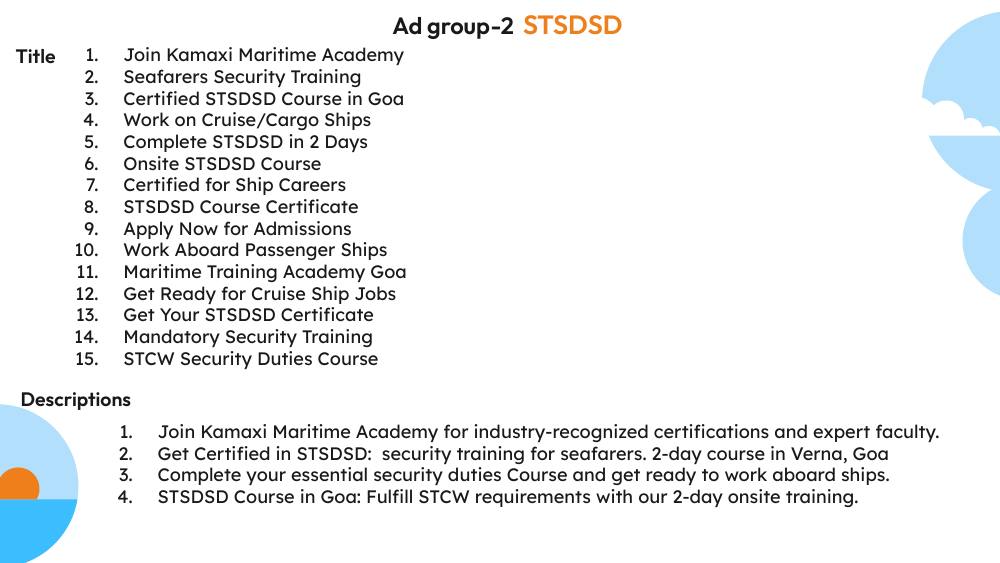 Ad group-2 STSDSD
Title
1. Join Kamaxi Maritime Academy
2. Seafarers Security Training
3. Certified STSDSD Course in Goa
4. Work on Cruise/Cargo Ships
5. Complete STSDSD in 2 Days
6. Onsite STSDSD Course
7. Certified for Ship Careers
8. STSDSD Course Certificate
9. Apply Now for Admissions
10. Work Aboard Passenger Ships
11. Maritime Training Academy Goa
12. Get Ready for Cruise Ship Jobs
13. Get Your STSDSD Certificate
14. Mandatory Security Training
15. STCW Security Duties Course
Descriptions
1. Join Kamaxi Maritime Academy for industry-recognized certifications and expert faculty.
2. Get Certified in STSDSD:  security training for seafarers. 2-day course in Verna, Goa
3. Complete your essential security duties Course and get ready to work aboard ships.
4. STSDSD Course in Goa: Fulfill STCW requirements with our 2-day onsite training.